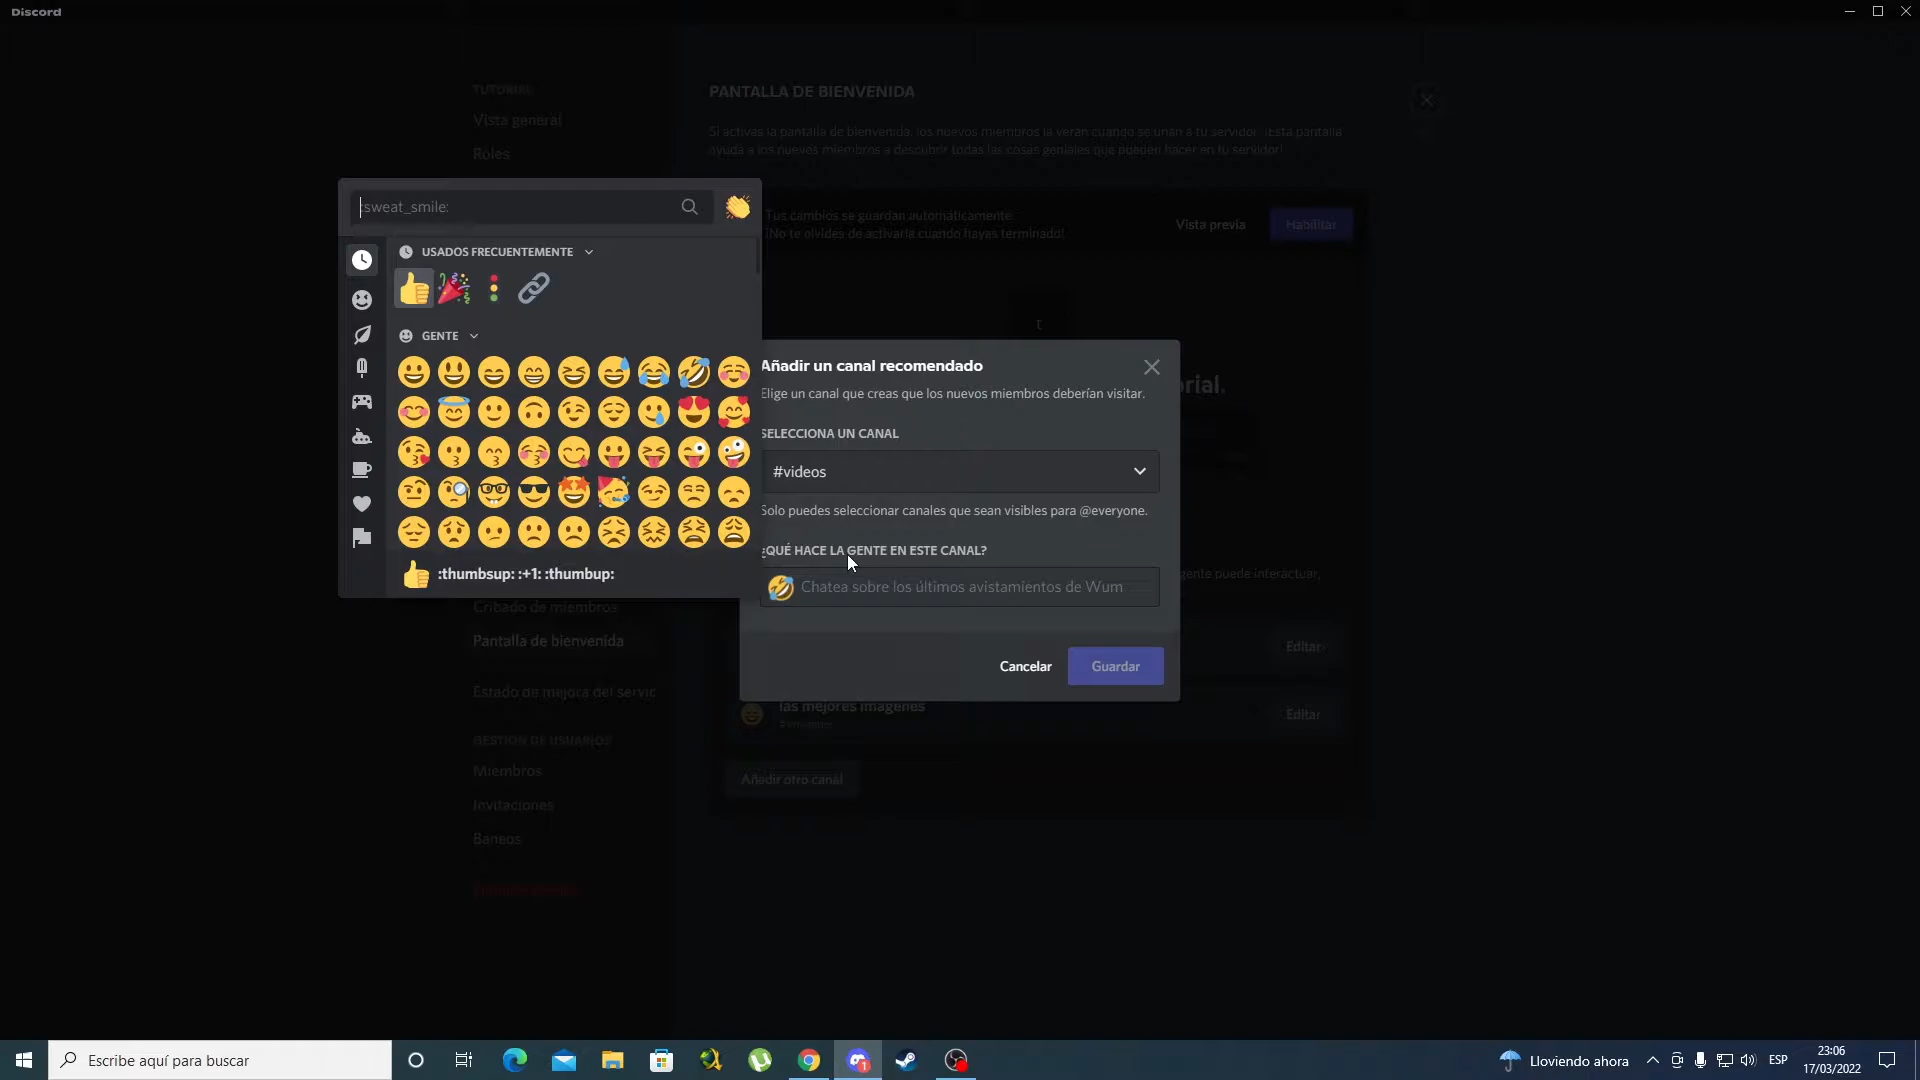 Discord
TUTORIAL
Vista general
Roles
PANTALLA DE BIENVENIDA
Si activas la pantalla de bienvenida, los nuevos miembros la verán cuando se unan a tu servidor. ¡Esta pantalla
ayuda a los nuevos miembros a descubrir todas las cosas geniales que pueden hacer en tu servidor!
Tus cambios se guardan automáticamente.
¡No te olvides de activarla cuando hayas terminado!
Vista previa
Habilitar
t
:sweat_smile:
USADOS FRECUENTEMENTE
GENTE
:thumbsup: :+1: :thumbup:
Añadir un canal recomendado
Elige un canal que creas que los nuevos miembros deberían visitar.
SELECCIONA UN CANAL
#videos
Solo puedes seleccionar canales que sean visibles para @everyone.
¿QUÉ HACE LA GENTE EN ESTE CANAL?
Chatea sobre los últimos avistamientos de Wum
Cancelar
Guardar
rial.
gente puede interactuar,
Cribado de miembros
Pantalla de bienvenida
Estado de mejora del servic
GESTIÓN DE USUARIOS
Miembros
Invitaciones
Baneos
Editar
las mejores imagenes
Editar
Añadir otro canal
Escribe aquí para buscar
1
Lloviendo ahora
ESP
23:06
17/03/2022